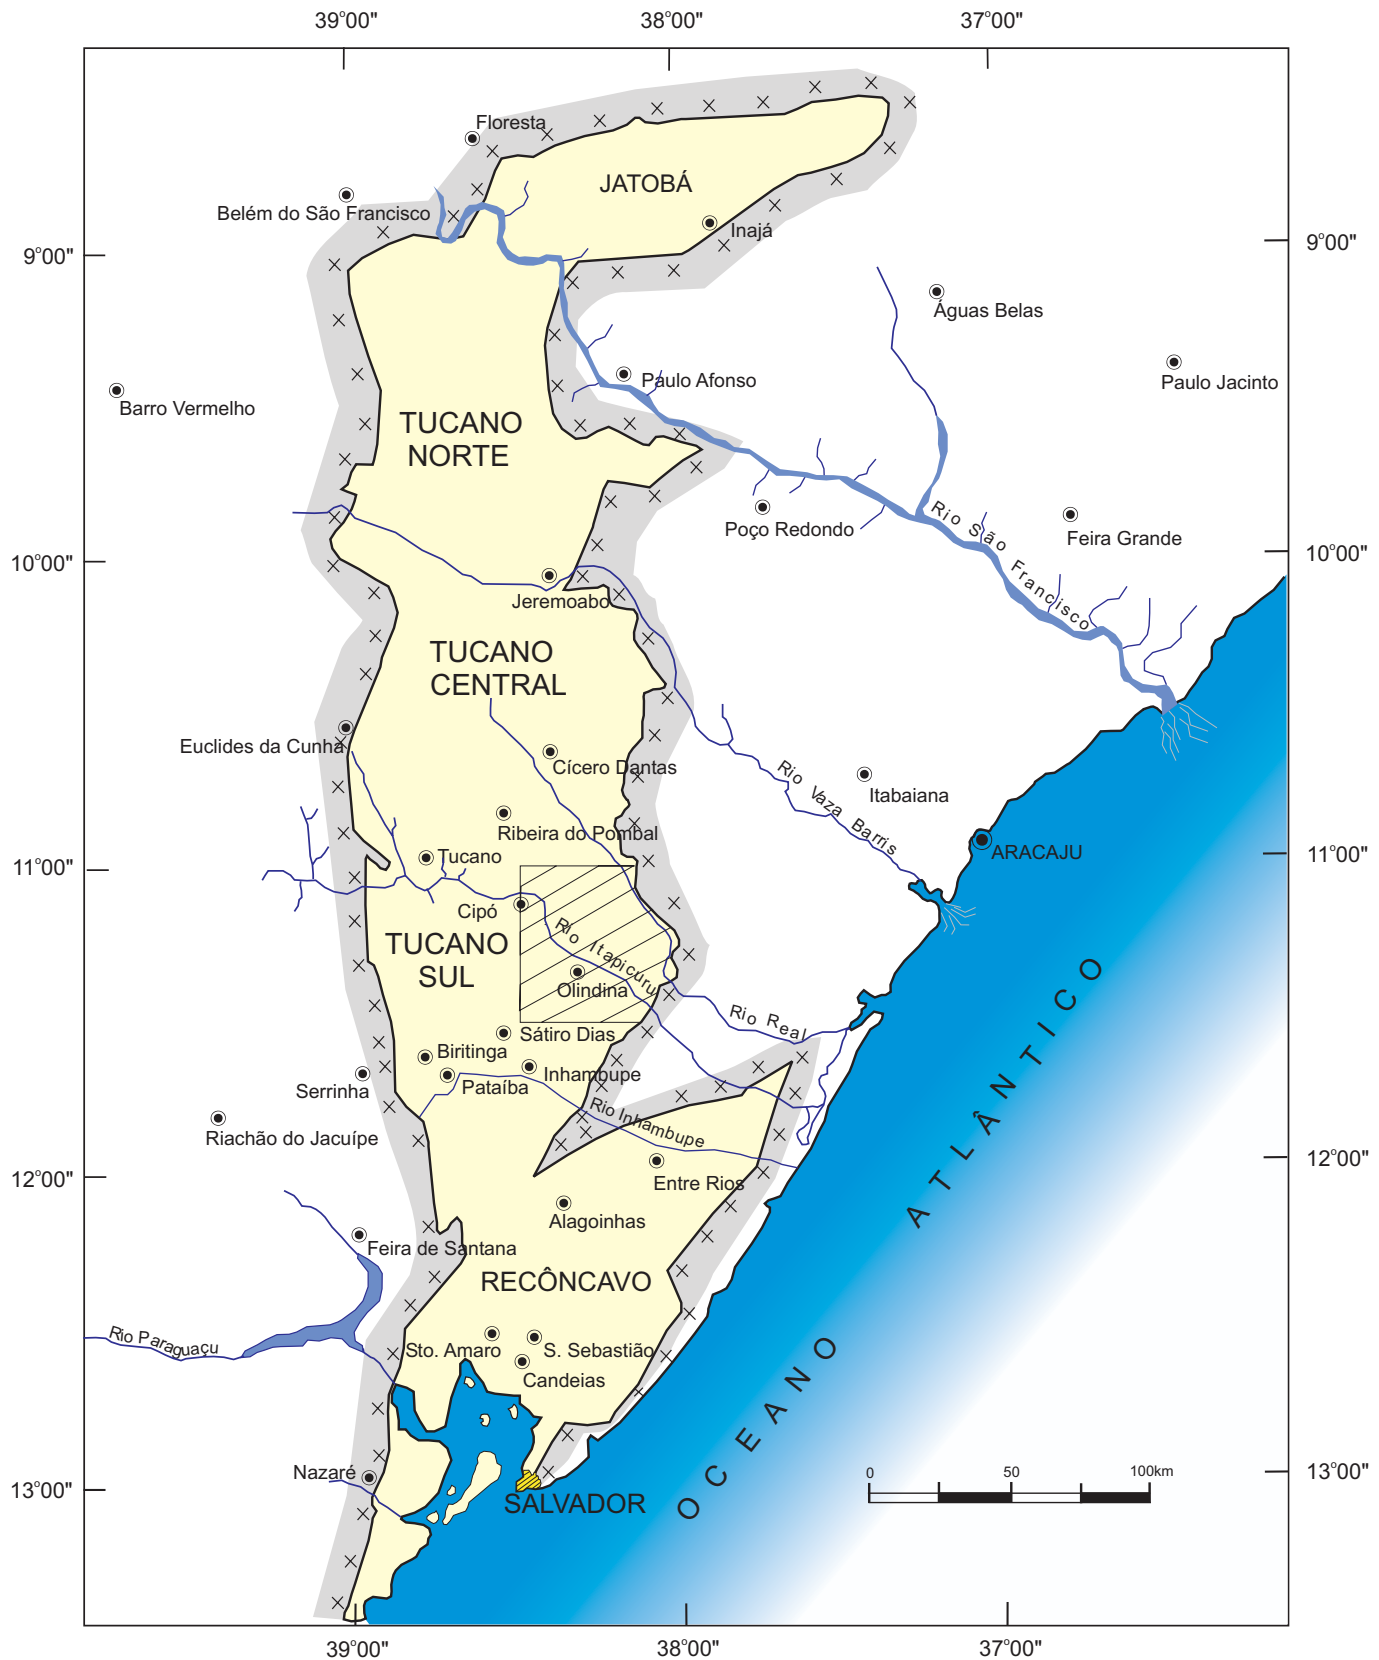 39°00"
38°00"
37°00"
Floresta
JATOBÁ
Belém do São Francisco
Inajá
9°00"
9°00"
Águas Belas
Paulo Afonso
Paulo Jacinto
Barro Vermelho
TUCANO
NORTE
Poço Redondo
Rio São Francisco
Feira Grande
10°00"
10°00"
Jeremoabo
TUCANO
CENTRAL
Euclides da Cunha
Cícero Dantas
Rio Vaza Barris
Itabaiana
Ribeira do Pombal
ARACAJU
Tucano
11°00"
11°00"
Cipó
Rio Itapicuru
TUCANO
SUL
Olindina
Rio Real
Sátiro Dias
Biritinga
Inhambupe
Serrinha
Pataíba
Rio Inhambupe
Riachão do Jacuípe
12°00"
12°00"
Entre Rios
Alagoinhas
Feira de Santana
RECÔNCAVO
Rio Paraguaçu
Sto. Amaro
S. Sebastião
Candeias
OCEANO ATLÂNTICO
Nazaré
SALVADOR
0
50
100km
13°00"
13°00"
39°00"
38°00"
37°00"